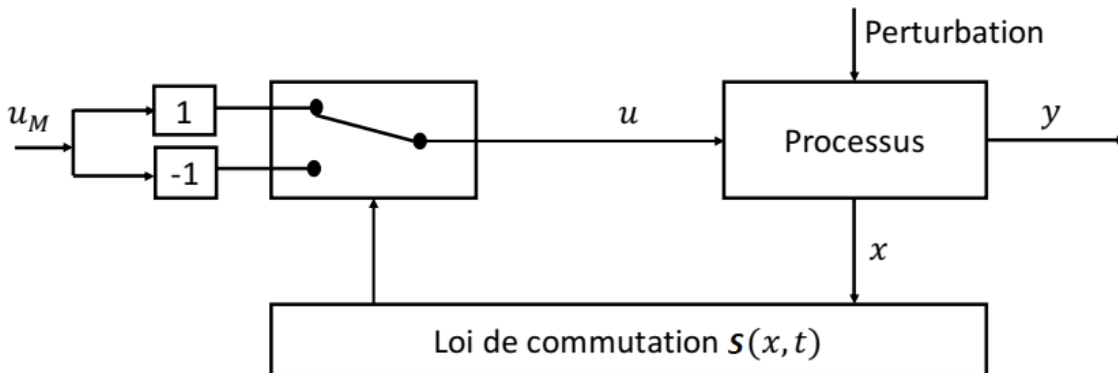 Perturbation
u_M
1
-1
u
Processus
y
x
Loi de commutation S(x,t)